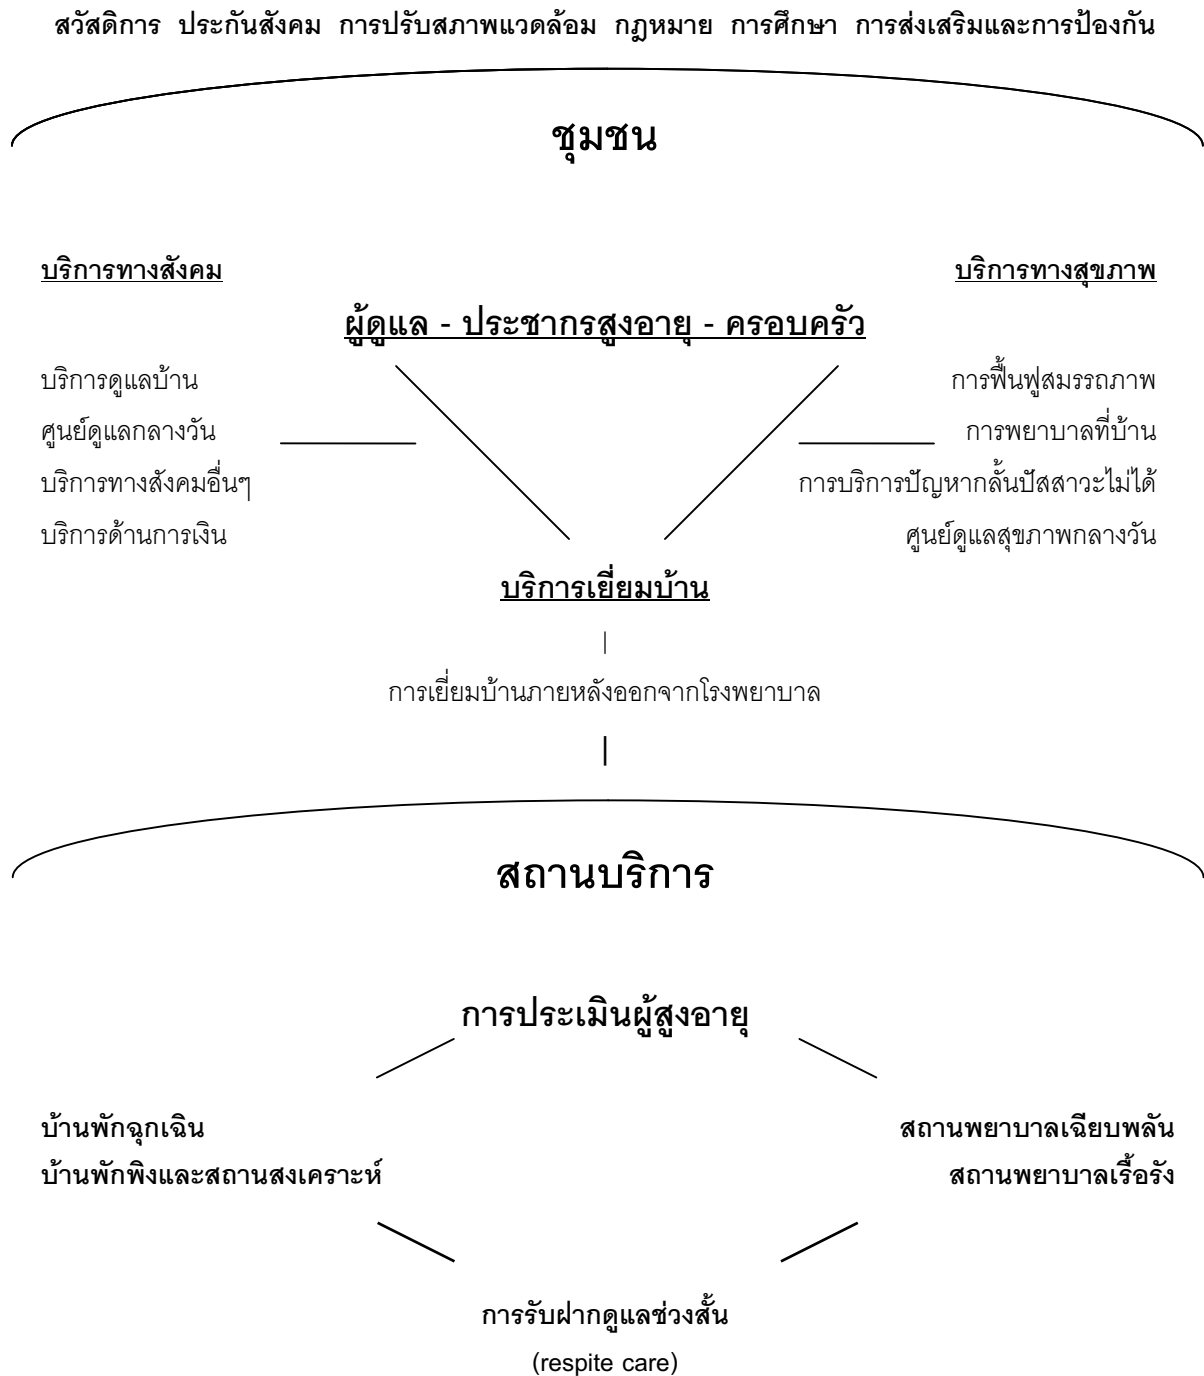 สวัสดิการ ประกันสังคม การปรับสภาพแวดล้อม กฎหมาย การศึกษา การส่งเสริมและการป้องกัน
ชุมชน
บริการทางสังคม
บริการทางสุขภาพ
ผู้ดูแล - ประชากรสูงอายุ - ครอบครัว
บริการดูแลบ้าน
ศูนย์ดูแลกลางวัน
บริการทางสังคมอื่นๆ
บริการด้านการเงิน
การฟื้นฟูสมรรถภาพ
การพยาบาลที่บ้าน
การบริการปัญหากลั้นปัสสาวะไม่ได้
ศูนย์ดูแลสุขภาพกลางวัน
บริการเยี่ยมบ้าน
การเยี่ยมบ้านภายหลังออกจากโรงพยาบาล
สถานบริการ
การประเมินผู้สูงอายุ
บ้านพักฉุกเฉิน
บ้านพักพิงและสถานสงเคราะห์
สถานพยาบาลเฉียบพลัน
สถานพยาบาลเรื้อรัง
การรับฝากดูแลช่วงสั้น
(respite care)